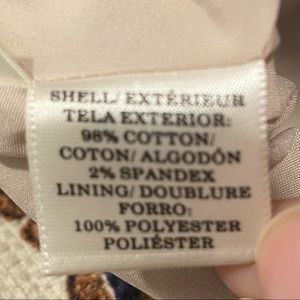 SHELL/ EXTÉRIEUR
TELA EXTERIOR:
98% COTTON/
COTON/ ALGODÓN
2% SPANDEX
LINING/ DOUBLURE
FORRO:
100% POLYESTER
POLIÉSTER